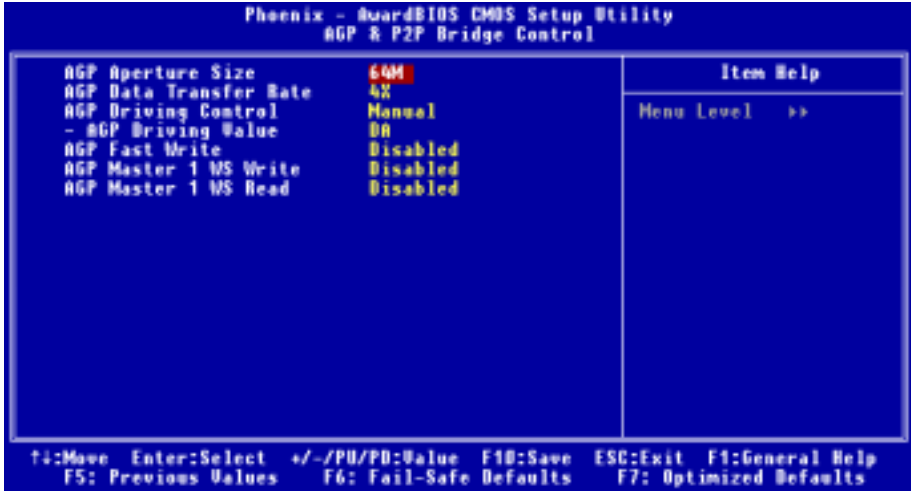 Phoenix - AwardBIOS CMOS Setup Utility
AGP & P2P Bridge Control
AGP Aperture Size 64M
AGP Data Transfer Rate 4X
AGP Driving Control Manual
- AGP Driving Value DA
AGP Fast Write Disabled
AGP Master 1 WS Write Disabled
AGP Master 1 WS Read Disabled
Item Help
Menu Level ▸▸
↑↓:Move Enter:Select +/-/PU/PD:Value F10:Save ESC:Exit F1:General Help
F5: Previous Values F6: Fail-Safe Defaults F7: Optimized Defaults